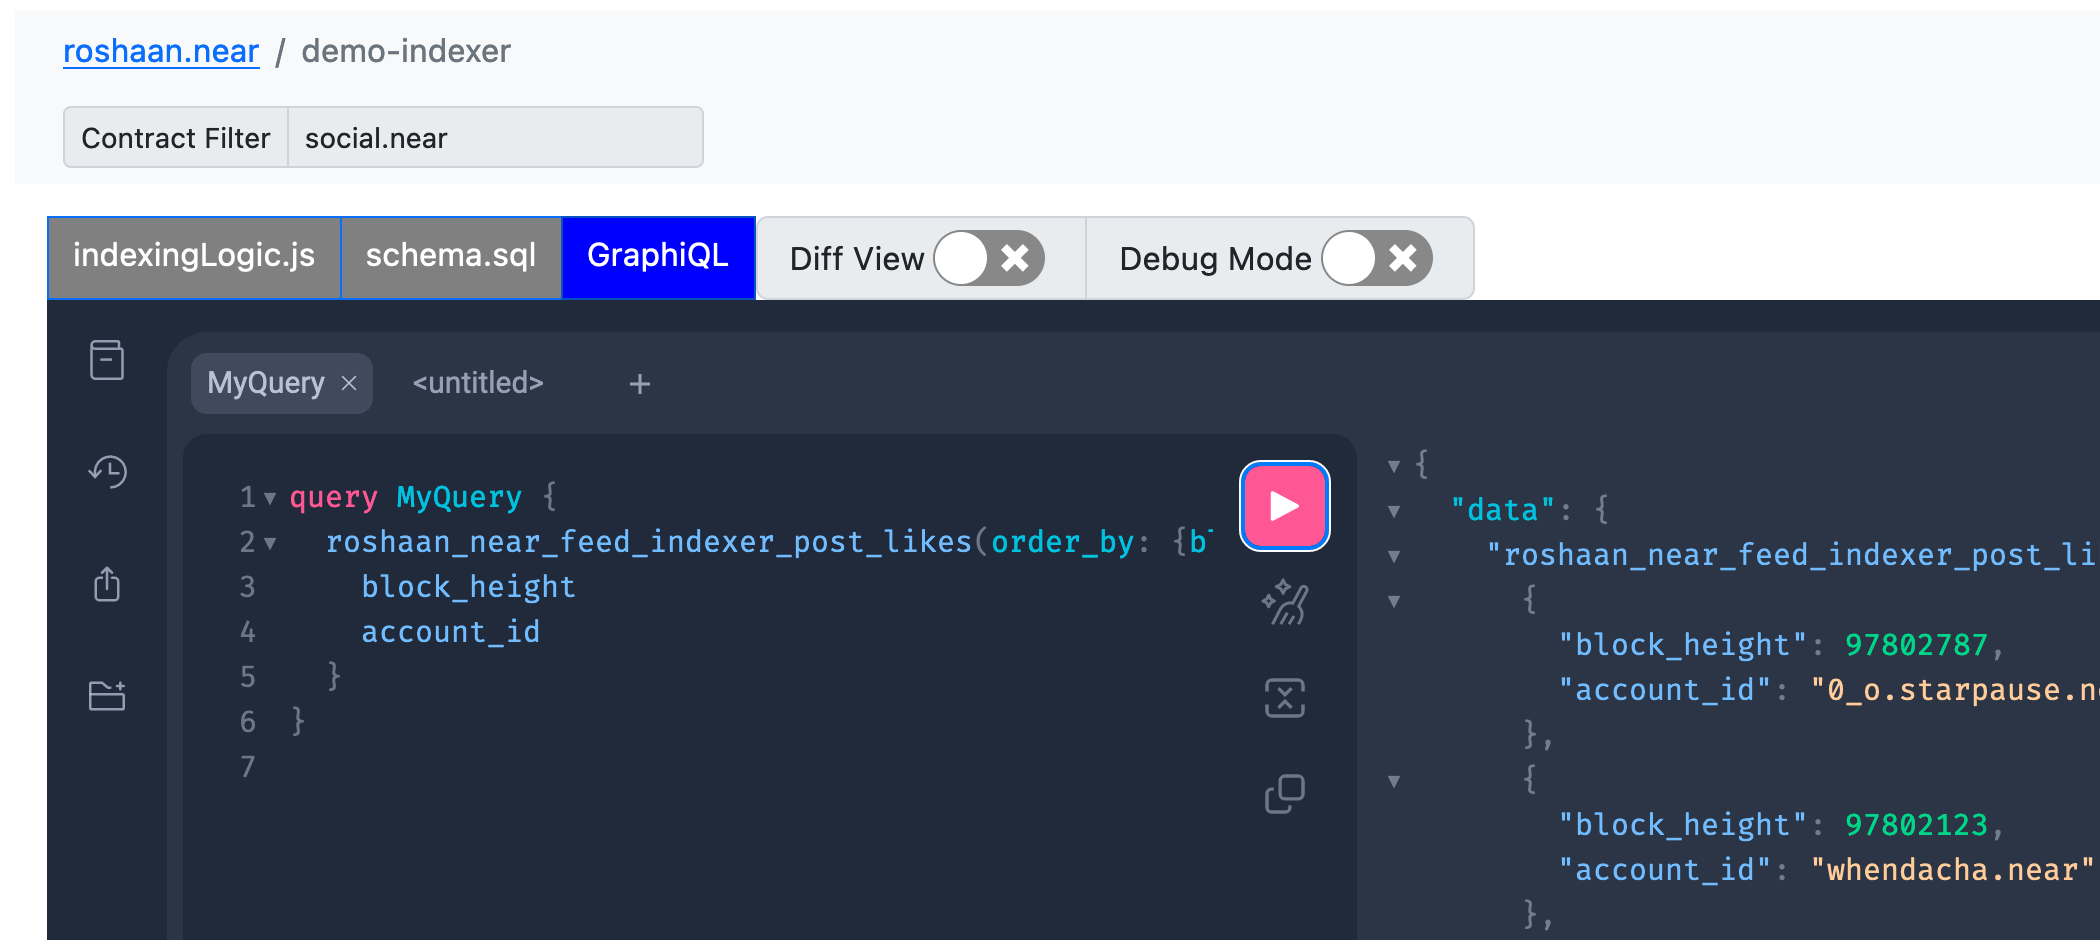 roshaan.near / demo-indexer
Contract Filter social.near
indexingLogic.js schema.sql GraphiQL Diff View Debug Mode
MyQuery <untitled> +
1 query MyQuery {
2 roshaan_near_feed_indexer_post_likes(order_by: {b
3 block_height
4 account_id
5 }
6 }
7
{
"data": {
"roshaan_near_feed_indexer_post_li
{
"block_height": 97802787,
"account_id": "0_o.starpause.n
},
{
"block_height": 97802123,
"account_id": "whendacha.near"
},